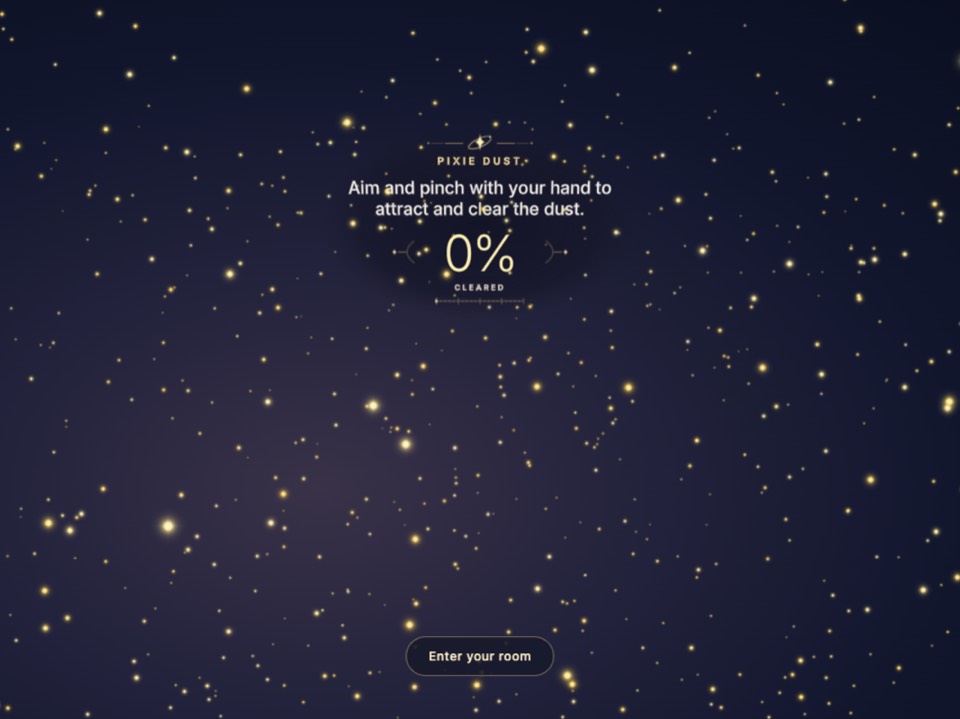 PIXIE DUST
Aim and pinch with your hand to
attract and clear the dust.
0%
CLEARED
Enter your room